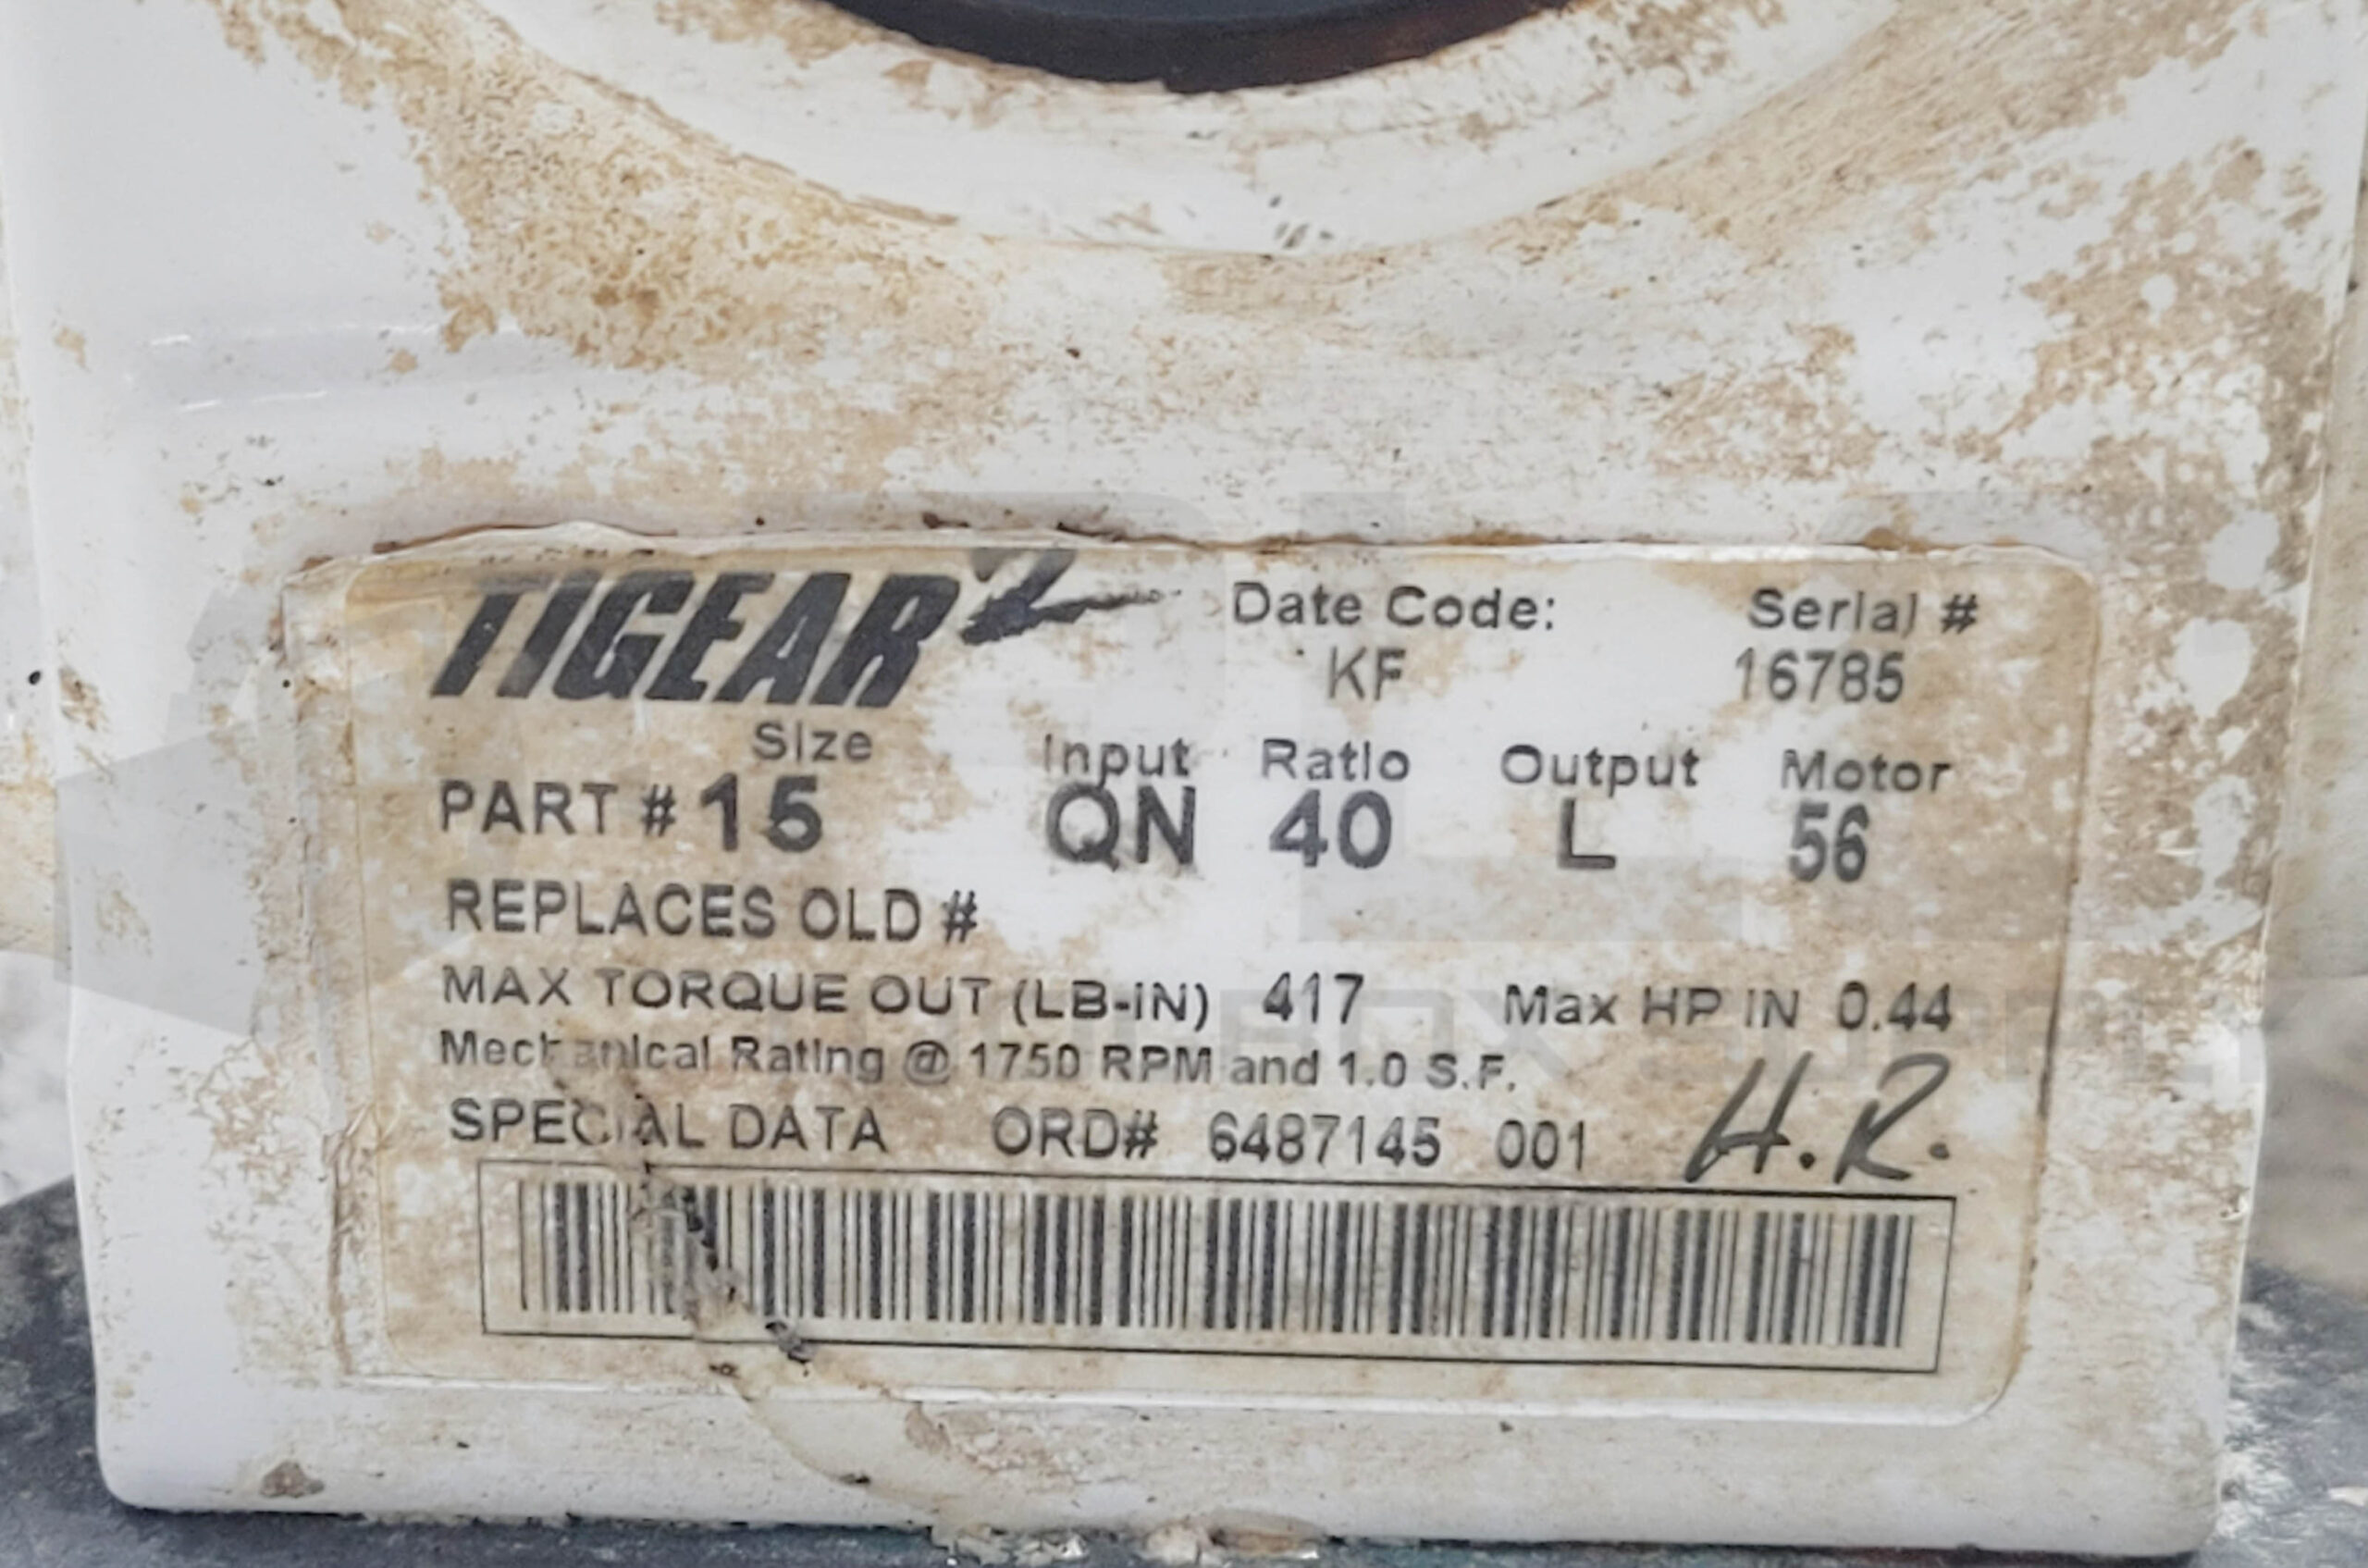 TIGEAR2 Date Code: Serial #
KF 16785
Size Input Ratio Output Motor
PART # 15 QN 40 L 56
REPLACES OLD #
MAX TORQUE OUT (LB-IN) 417 Max HP IN 0.44
Mechanical Rating @ 1750 RPM and 1.0 S.F.
SPECIAL DATA ORD# 6487145 001 H.R.